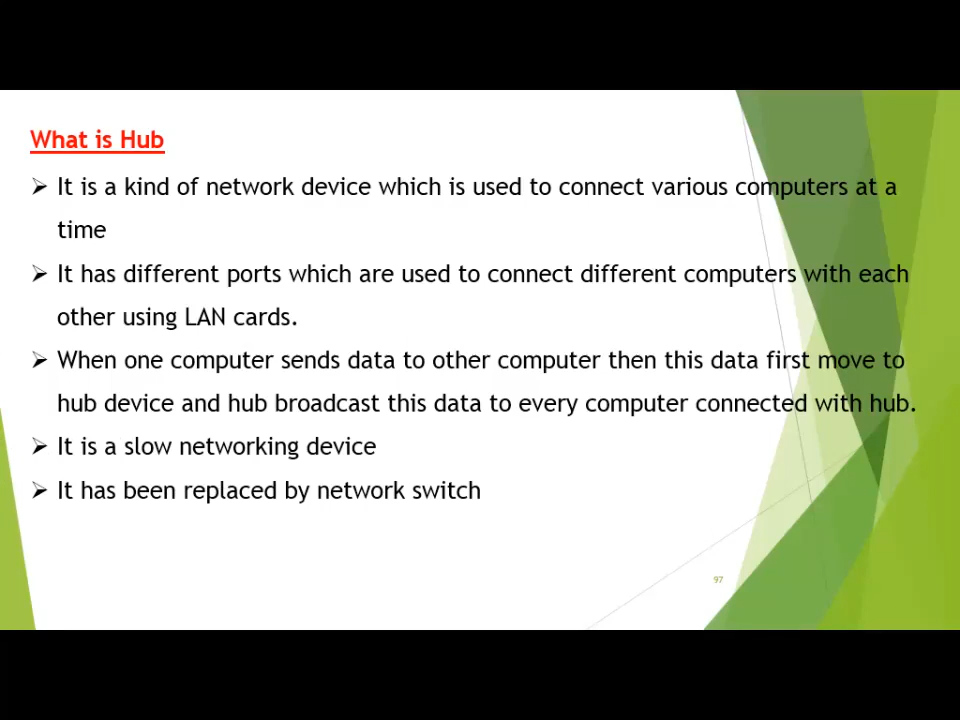 What is Hub
➢ It is a kind of network device which is used to connect various computers at a
time
➢ It has different ports which are used to connect different computers with each
other using LAN cards.
➢ When one computer sends data to other computer then this data first move to
hub device and hub broadcast this data to every computer connected with hub.
➢ It is a slow networking device
➢ It has been replaced by network switch
97